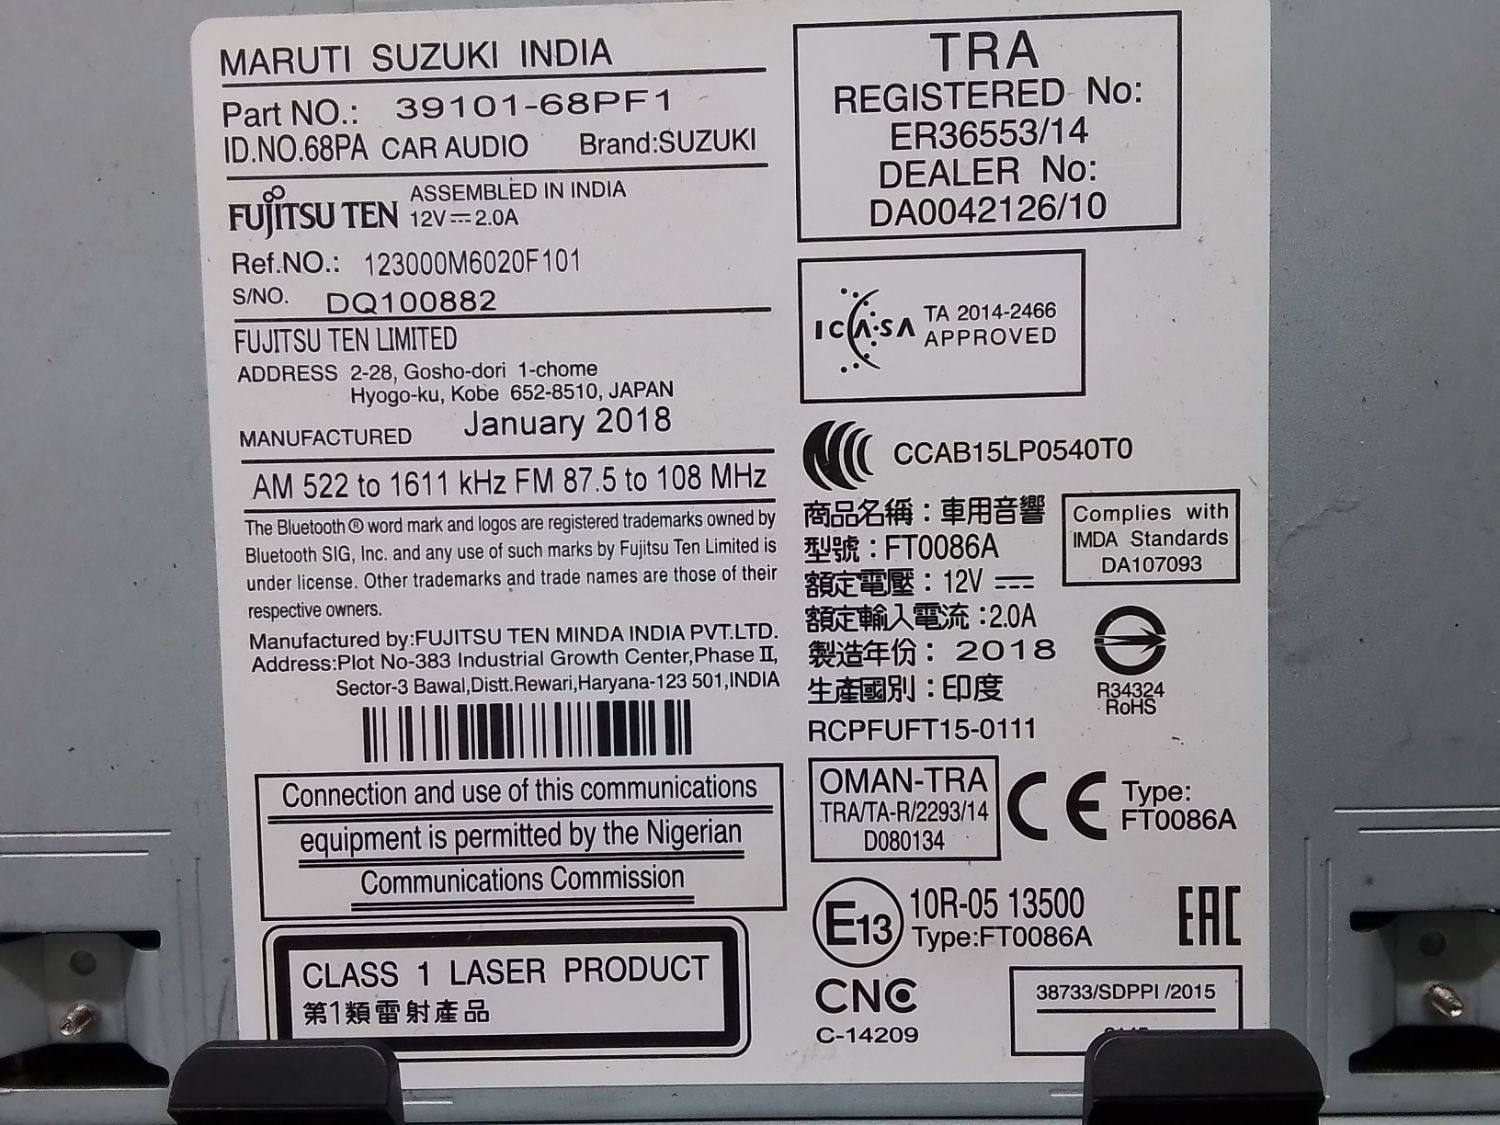 MARUTI SUZUKI INDIA
Part NO.: 39101-68PF1
ID.NO.68PA CAR AUDIO Brand:SUZUKI
FUJITSU TEN ASSEMBLED IN INDIA
12V⎓2.0A
Ref.NO.: 123000M6020F101
S/NO. DQ100882
FUJITSU TEN LIMITED
ADDRESS 2-28, Gosho-dori 1-chome
Hyogo-ku, Kobe 652-8510, JAPAN
MANUFACTURED January 2018
AM 522 to 1611 kHz FM 87.5 to 108 MHz
The Bluetooth® word mark and logos are registered trademarks owned by
Bluetooth SIG, Inc. and any use of such marks by Fujitsu Ten Limited is
under license. Other trademarks and trade names are those of their
respective owners.
Manufactured by:FUJITSU TEN MINDA INDIA PVT.LTD.
Address:Plot No-383 Industrial Growth Center,Phase Ⅱ,
Sector-3 Bawal,Distt.Rewari,Haryana-123 501,INDIA
Connection and use of this communications
equipment is permitted by the Nigerian
Communications Commission
CLASS 1 LASER PRODUCT
第1類雷射產品
TRA
REGISTERED No:
ER36553/14
DEALER No:
DA0042126/10
ICASA TA 2014-2466
APPROVED
CCAB15LP0540T0
商品名稱：車用音響
型號：FT0086A
額定電壓：12V ⎓
額定輸入電流：2.0A
製造年份：2018
生產國別：印度
RCPFUFT15-0111
Complies with
IMDA Standards
DA107093
R34324
RoHS
OMAN-TRA
TRA/TA-R/2293/14
D080134
CE Type:
FT0086A
E13 10R-05 13500
Type:FT0086A
EAC
CNC
C-14209
38733/SDPPI /2015